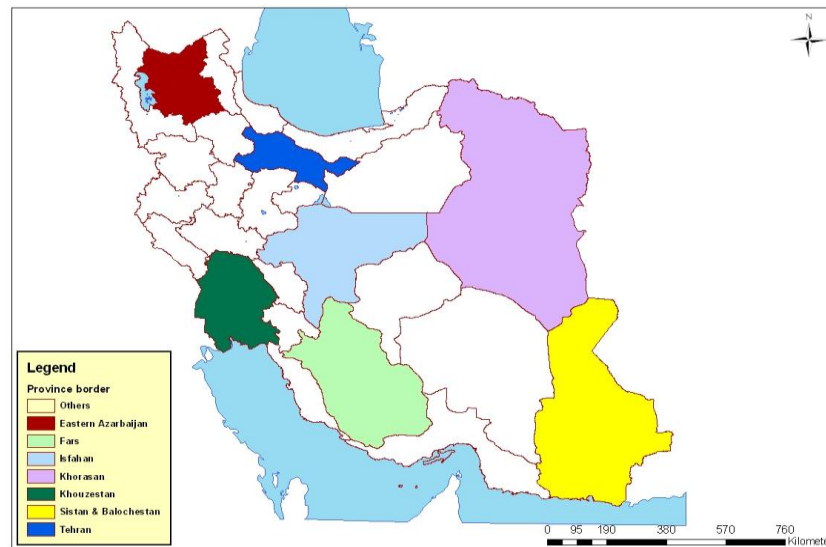 N
Legend
Province border
Others
Eastern Azarbaijan
Fars
Isfahan
Khorasan
Khouzestan
Sistan & Balochestan
Tehran
0 95 190 380 570 760
Kilomete